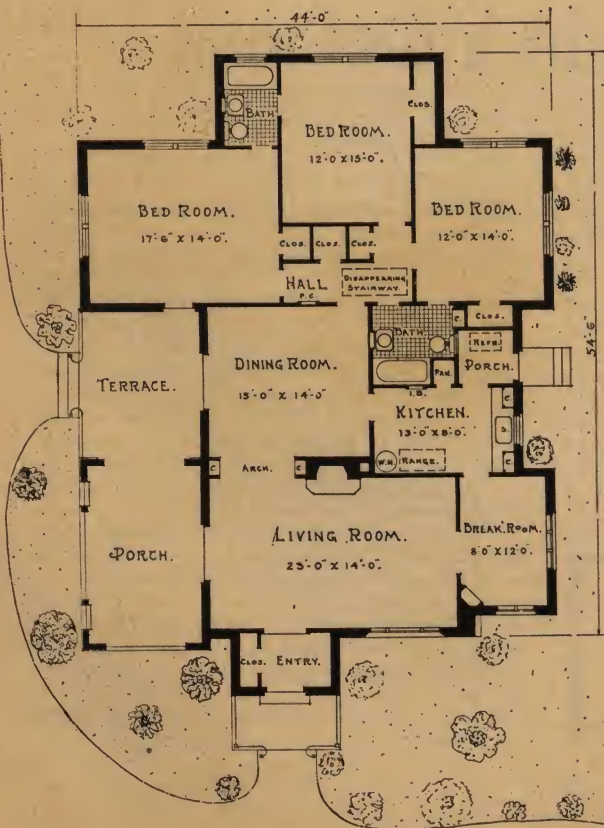 44'-0"
BATH
BED ROOM.
12'-0 X 15'-0".
CLOS.
BED ROOM.
17'-6" X 14'-0".
BED ROOM.
12'-0" X 14'-0".
CLOS.
CLOS.
CLOS.
HALL
P.C.
DISAPPEARING
STAIRWAY.
54'-6"
BATH.
C.
CLOS.
REFR.
PORCH.
TERRACE.
DINING ROOM.
15'-0" X 14'-0"
PAN.
I.B.
KITCHEN.
13'-0 X 8'-0".
C.
S.
C.
W.H.
RANGE.
C.
ARCH.
C.
LIVING ROOM.
23'-0" X 14'-0".
BREAK. ROOM.
8'0" X 12'0".
PORCH.
CLOS.
ENTRY.